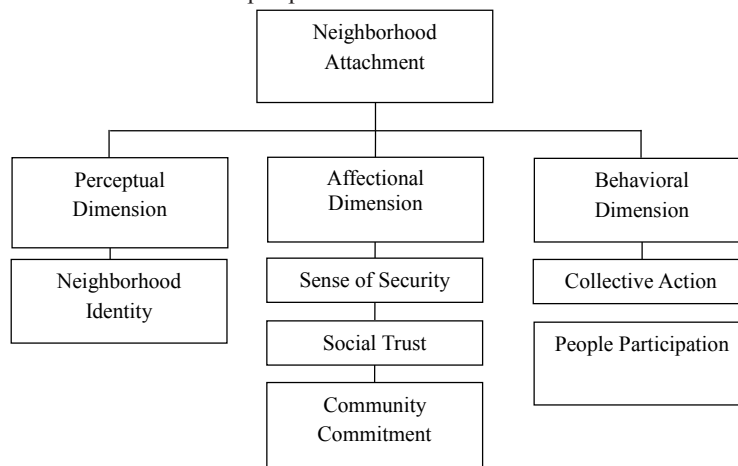 Neighborhood
Attachment
Perceptual
Dimension
Affectional
Dimension
Behavioral
Dimension
Neighborhood
Identity
Sense of Security
Collective Action
Social Trust
People Participation
Community
Commitment